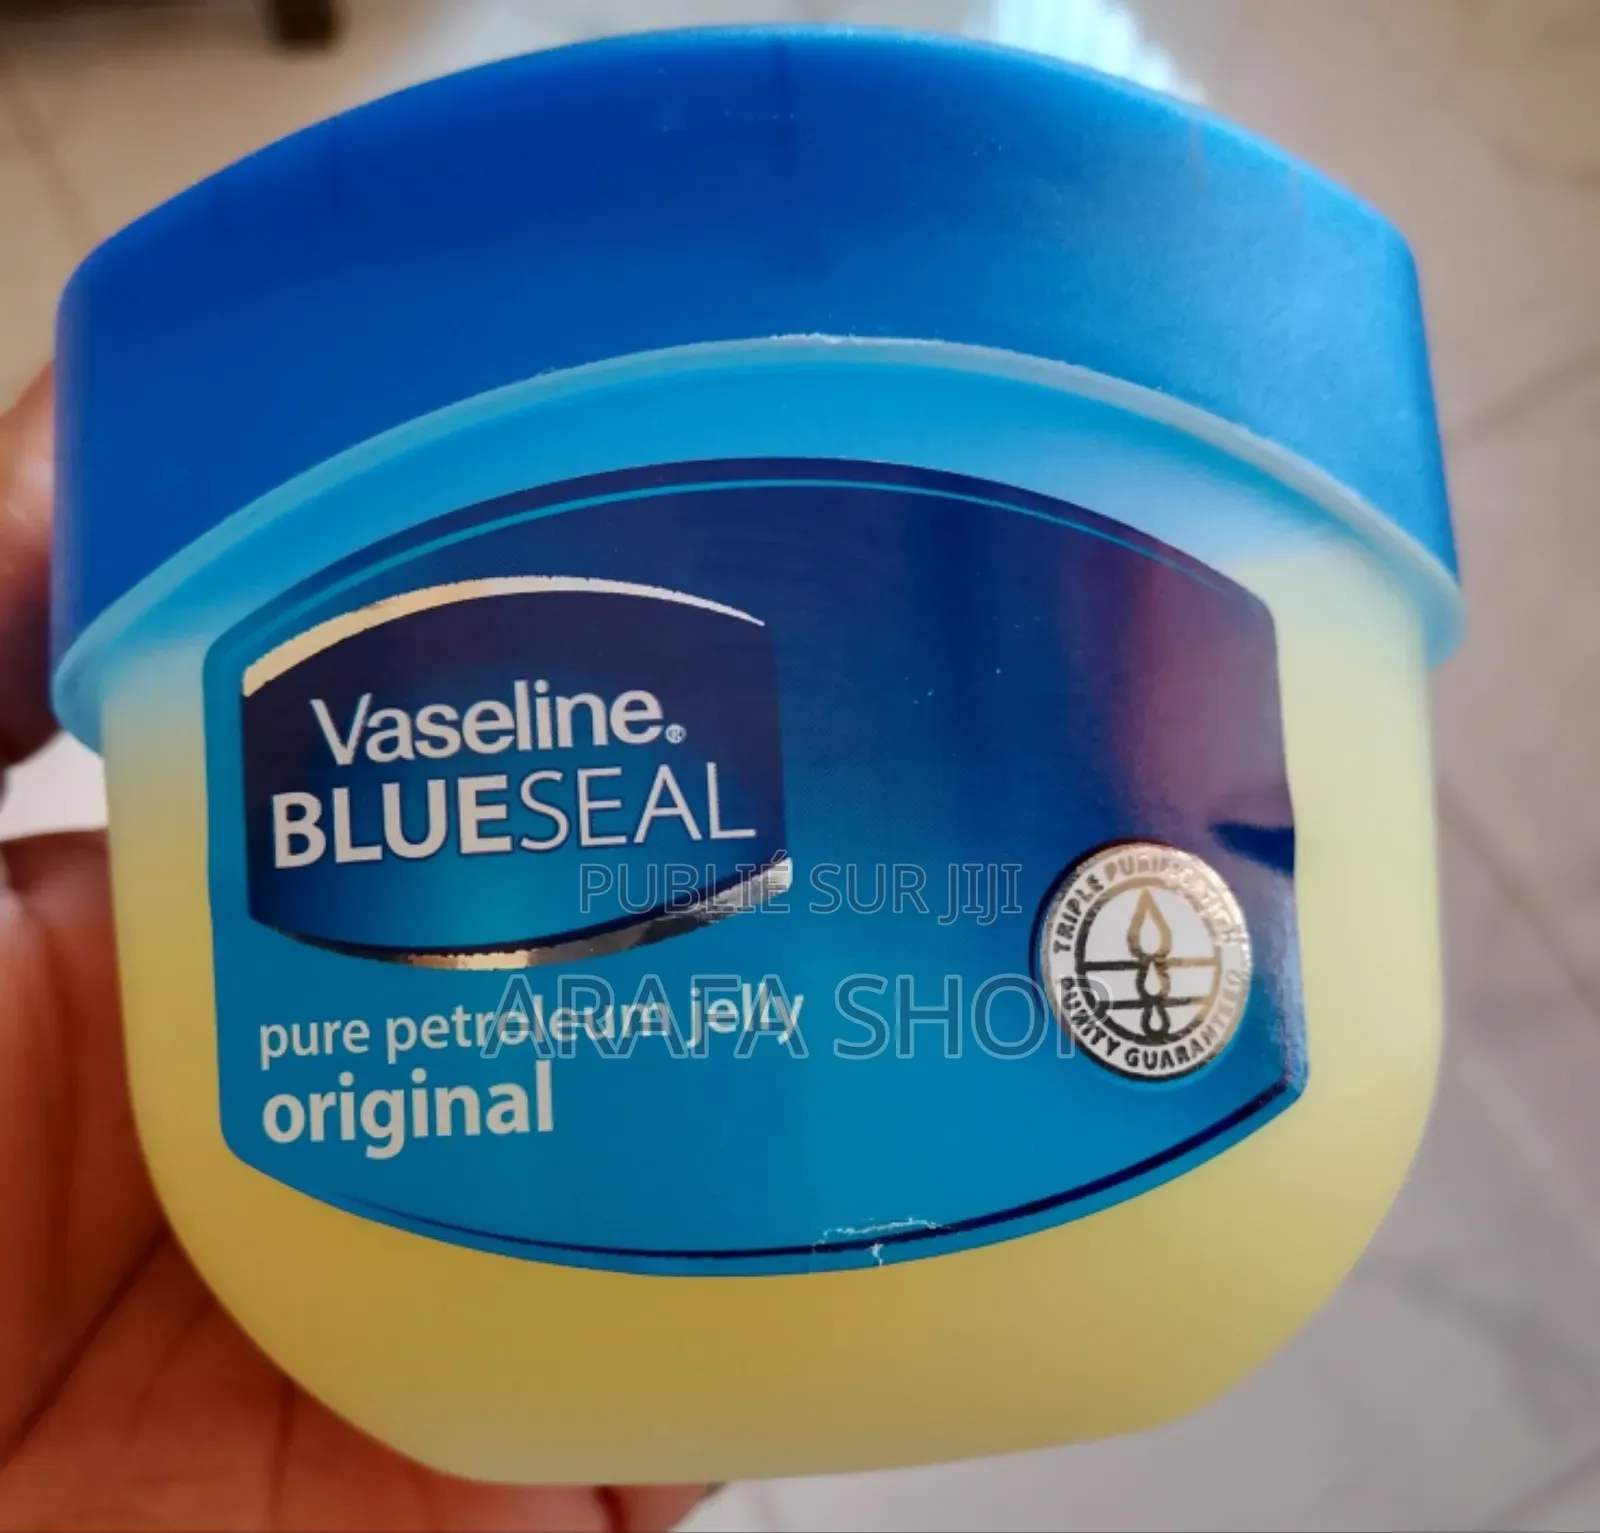 Vaseline®
BLUESEAL
PUBLIÉ SUR JIJI
ARAFA SHOP
pure petroleum jelly
original
TRIPLE PURIFICATION
PURITY GUARANTEED